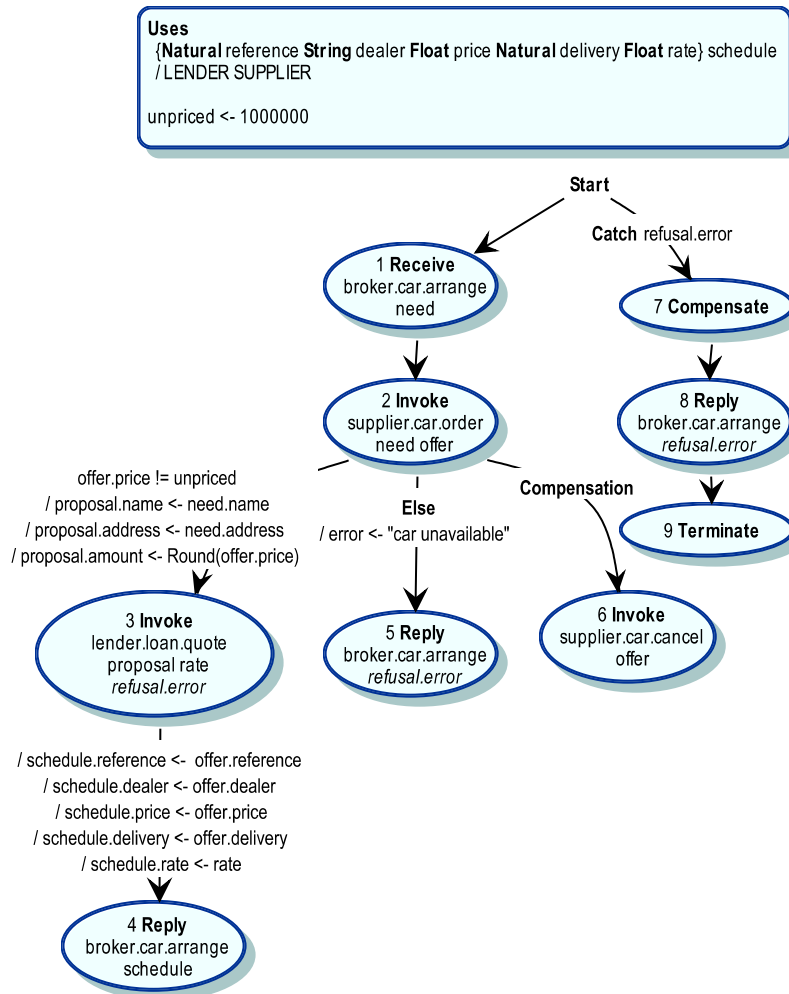 Uses
{Natural reference String dealer Float price Natural delivery Float rate} schedule
/ LENDER SUPPLIER
unpriced <- 1000000
Start
Catch refusal.error
1 Receive
broker.car.arrange
need
7 Compensate
2 Invoke
supplier.car.order
need offer
8 Reply
broker.car.arrange
refusal.error
offer.price != unpriced
/ proposal.name <- need.name
/ proposal.address <- need.address
/ proposal.amount <- Round(offer.price)
Else
/ error <- "car unavailable"
Compensation
9 Terminate
3 Invoke
lender.loan.quote
proposal rate
refusal.error
5 Reply
broker.car.arrange
refusal.error
6 Invoke
supplier.car.cancel
offer
/ schedule.reference <- offer.reference
/ schedule.dealer <- offer.dealer
/ schedule.price <- offer.price
/ schedule.delivery <- offer.delivery
/ schedule.rate <- rate
4 Reply
broker.car.arrange
schedule